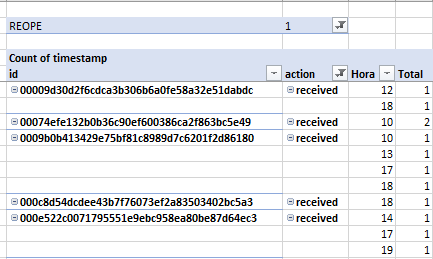 REOPE 1
Count of timestamp
id action Hora Total
00009d30d2f6cdca3b306b6a0fe58a32e51dabdc received 12 1
18 1
00074efe132b0b36c90ef600386ca2f863bc5e49 received 10 2
0009b0b413429e75bf81c8989d7c6201f2d86180 received 10 1
13 1
17 1
18 1
000c8d54dcdee43b7f76073ef2a83503402bc5a3 received 18 1
000e522c0071795551e9ebc958ea80be87d64ec3 received 14 1
17 1
19 1